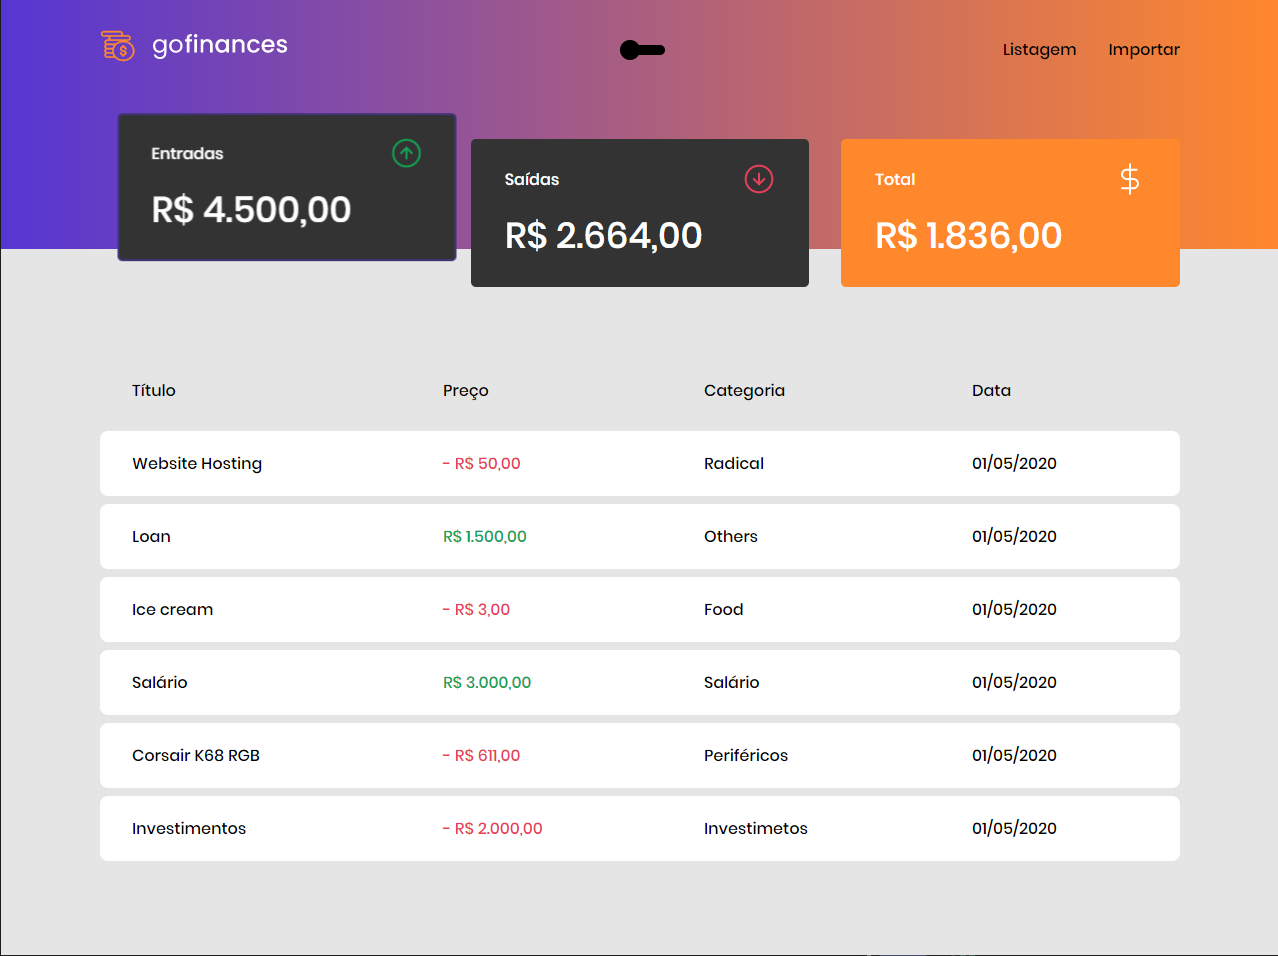 gofinances
Listagem Importar
Entradas
R$ 4.500,00
Saídas
R$ 2.664,00
Total
R$ 1.836,00
Título Preço Categoria Data
Website Hosting - R$ 50,00 Radical 01/05/2020
Loan R$ 1.500,00 Others 01/05/2020
Ice cream - R$ 3,00 Food 01/05/2020
Salário R$ 3.000,00 Salário 01/05/2020
Corsair K68 RGB - R$ 611,00 Periféricos 01/05/2020
Investimentos - R$ 2.000,00 Investimetos 01/05/2020